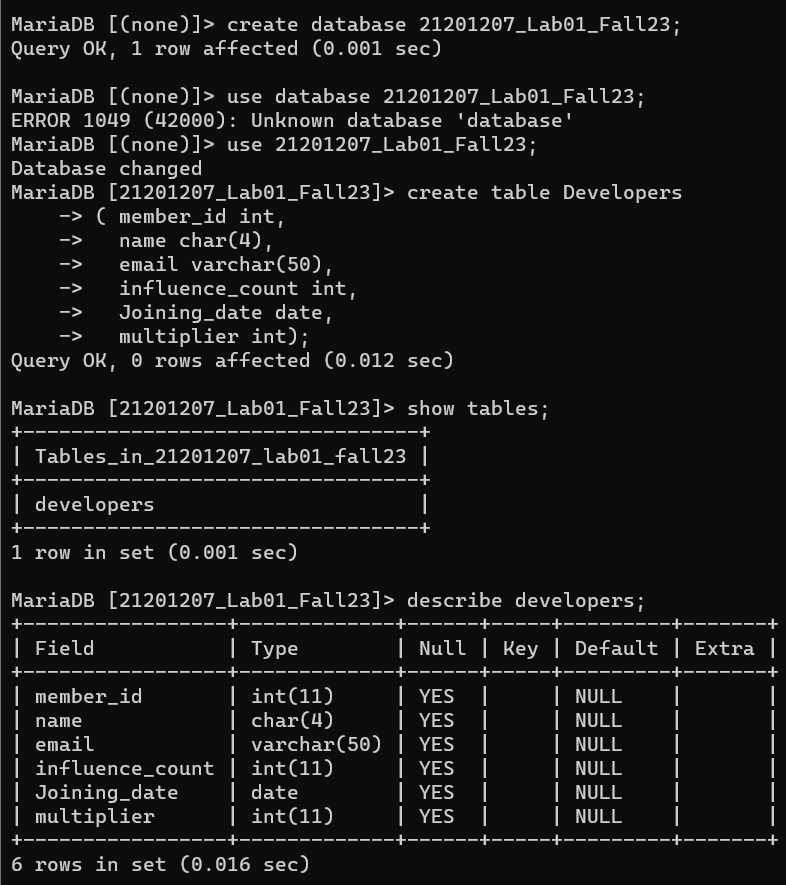 MariaDB [(none)]> create database 21201207_Lab01_Fall23;
Query OK, 1 row affected (0.001 sec)

MariaDB [(none)]> use database 21201207_Lab01_Fall23;
ERROR 1049 (42000): Unknown database 'database'
MariaDB [(none)]> use 21201207_Lab01_Fall23;
Database changed
MariaDB [21201207_Lab01_Fall23]> create table Developers
    -> ( member_id int,
    ->   name char(4),
    ->   email varchar(50),
    ->   influence_count int,
    ->   Joining_date date,
    ->   multiplier int);
Query OK, 0 rows affected (0.012 sec)

MariaDB [21201207_Lab01_Fall23]> show tables;
+---------------------------------+
| Tables_in_21201207_lab01_fall23 |
+---------------------------------+
| developers                      |
+---------------------------------+
1 row in set (0.001 sec)

MariaDB [21201207_Lab01_Fall23]> describe developers;
+-----------------+-------------+------+-----+---------+-------+
| Field           | Type        | Null | Key | Default | Extra |
+-----------------+-------------+------+-----+---------+-------+
| member_id       | int(11)     | YES  |     | NULL    |       |
| name            | char(4)     | YES  |     | NULL    |       |
| email           | varchar(50) | YES  |     | NULL    |       |
| influence_count | int(11)     | YES  |     | NULL    |       |
| Joining_date    | date        | YES  |     | NULL    |       |
| multiplier      | int(11)     | YES  |     | NULL    |       |
+-----------------+-------------+------+-----+---------+-------+
6 rows in set (0.016 sec)